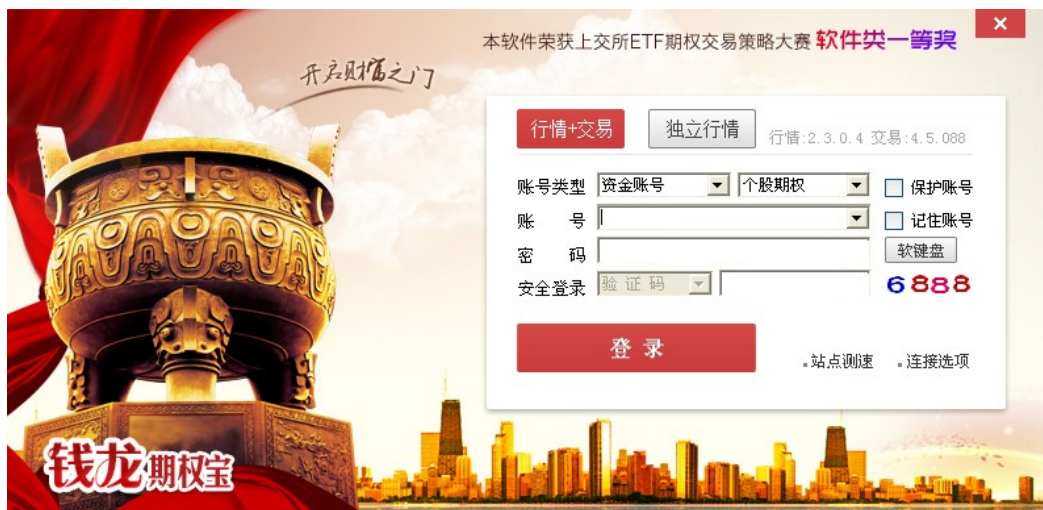 本软件荣获上交所ETF期权交易策略大赛 软件类一等奖
开启财富之门
行情+交易 独立行情 行情:2.3.0.4 交易:4.5.088
账号类型 资金账号 个股期权 保护账号
账 号 记住账号
密 码 软键盘
安全登录 验证码 6888
登录 站点测速 连接选项
钱龙期权宝